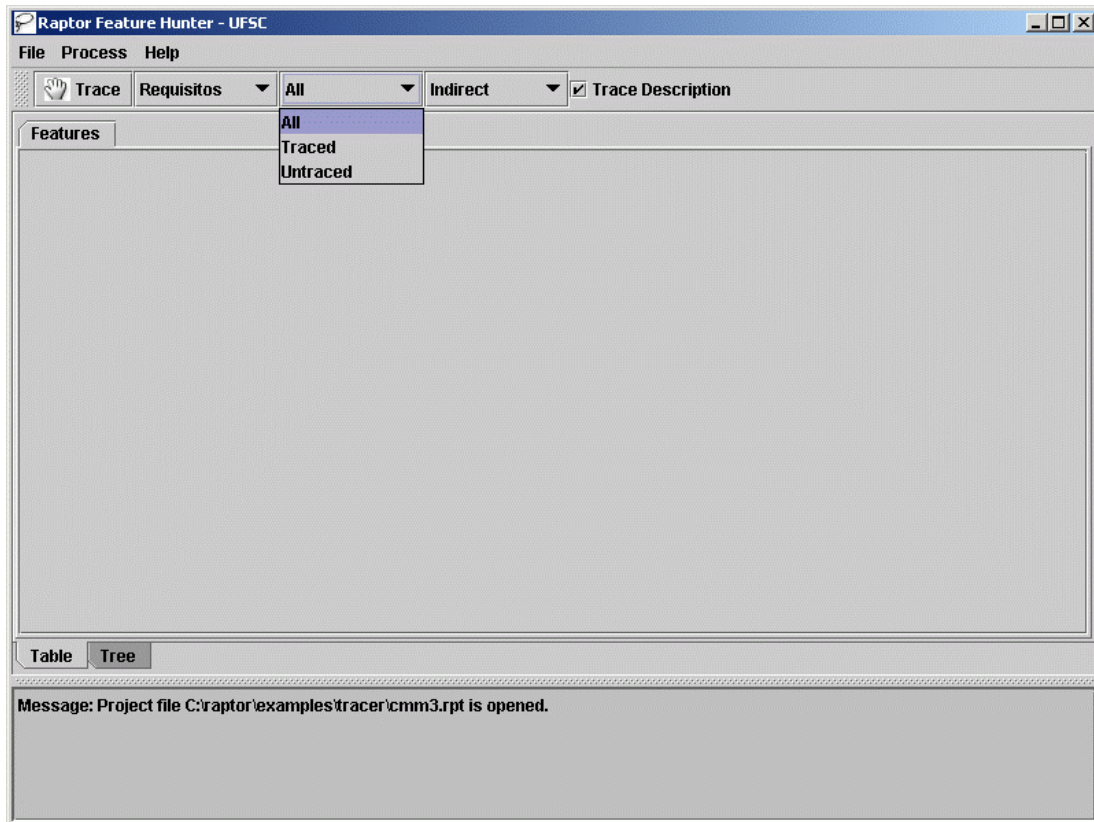 Raptor Feature Hunter - UFSC
File Process Help
Trace Requisitos All Indirect Trace Description
All
Traced
Untraced
Features
Table Tree
Message: Project file C:\raptor\examples\tracer\cmm3.rpt is opened.